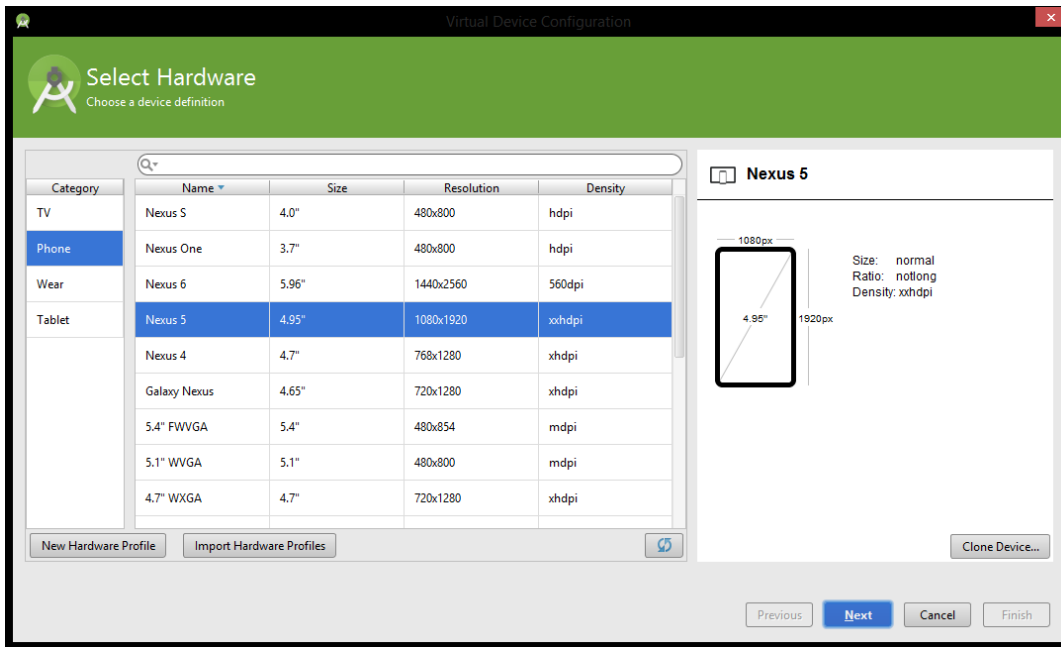 Virtual Device Configuration
Select Hardware
Choose a device definition
Category
TV
Phone
Wear
Tablet
Name Size Resolution Density
Nexus S 4.0" 480x800 hdpi
Nexus One 3.7" 480x800 hdpi
Nexus 6 5.96" 1440x2560 560dpi
Nexus 5 4.95" 1080x1920 xxhdpi
Nexus 4 4.7" 768x1280 xhdpi
Galaxy Nexus 4.65" 720x1280 xhdpi
5.4" FWVGA 5.4" 480x854 mdpi
5.1" WVGA 5.1" 480x800 mdpi
4.7" WXGA 4.7" 720x1280 xhdpi
New Hardware Profile Import Hardware Profiles
Nexus 5
1080px
4.95" 1920px
Size: normal
Ratio: notlong
Density: xxhdpi
Clone Device...
Previous Next Cancel Finish